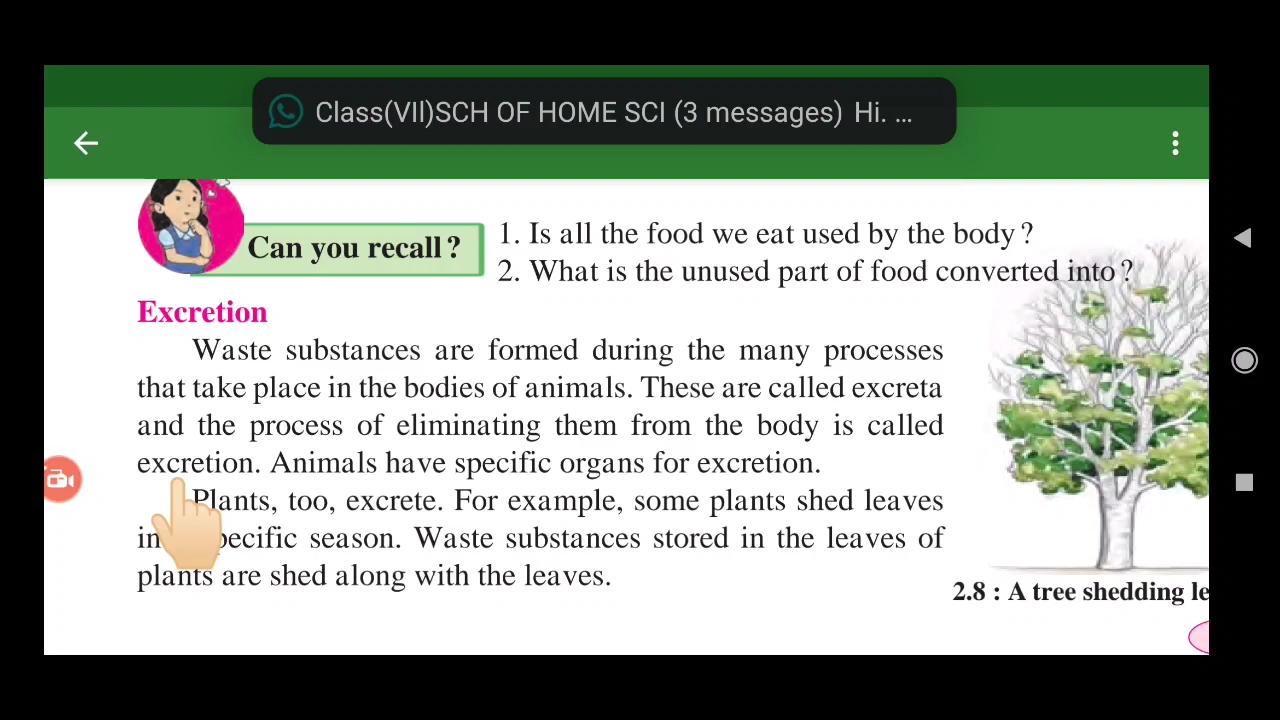 Class(VII)SCH OF HOME SCI (3 messages) Hi. ...
Can you recall?
1. Is all the food we eat used by the body?
2. What is the unused part of food converted into?
Excretion
Waste substances are formed during the many processes
that take place in the bodies of animals. These are called excreta
and the process of eliminating them from the body is called
excretion. Animals have specific organs for excretion.
Plants, too, excrete. For example, some plants shed leaves
in specific season. Waste substances stored in the leaves of
plants are shed along with the leaves.
2.8 : A tree shedding le